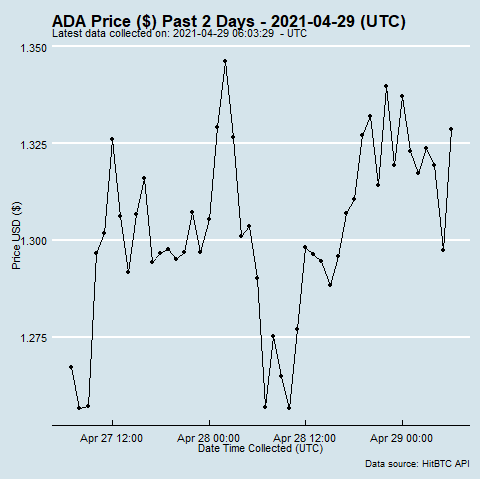 ADA Price ($) Past 2 Days - 2021-04-29 (UTC)
Latest data collected on: 2021-04-29 06:03:29 - UTC
1.350
1.325
1.300
1.275
Price USD ($)
Apr 27 12:00 Apr 28 00:00 Apr 28 12:00 Apr 29 00:00
Date Time Collected (UTC)
Data source: HitBTC API